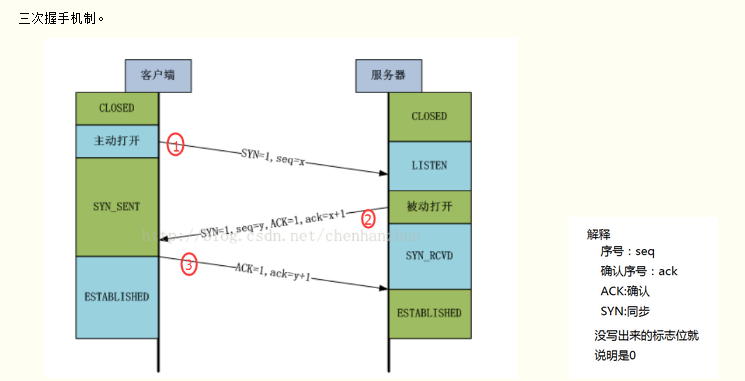 三次握手机制。
客户端
服务器
CLOSED
CLOSED
主动打开
①
SYN=1,seq=x
LISTEN
SYN_SENT
被动打开
SYN=1,seq=y,ACK=1,ack=x+1
②
http://blog.csdn.net/chenhanzhun
SYN_RCVD
③
ACK=1,ack=y+1
ESTABLISHED
ESTABLISHED
解释
序号：seq
确认序号：ack
ACK:确认
SYN:同步
没写出来的标志位就
说明是0